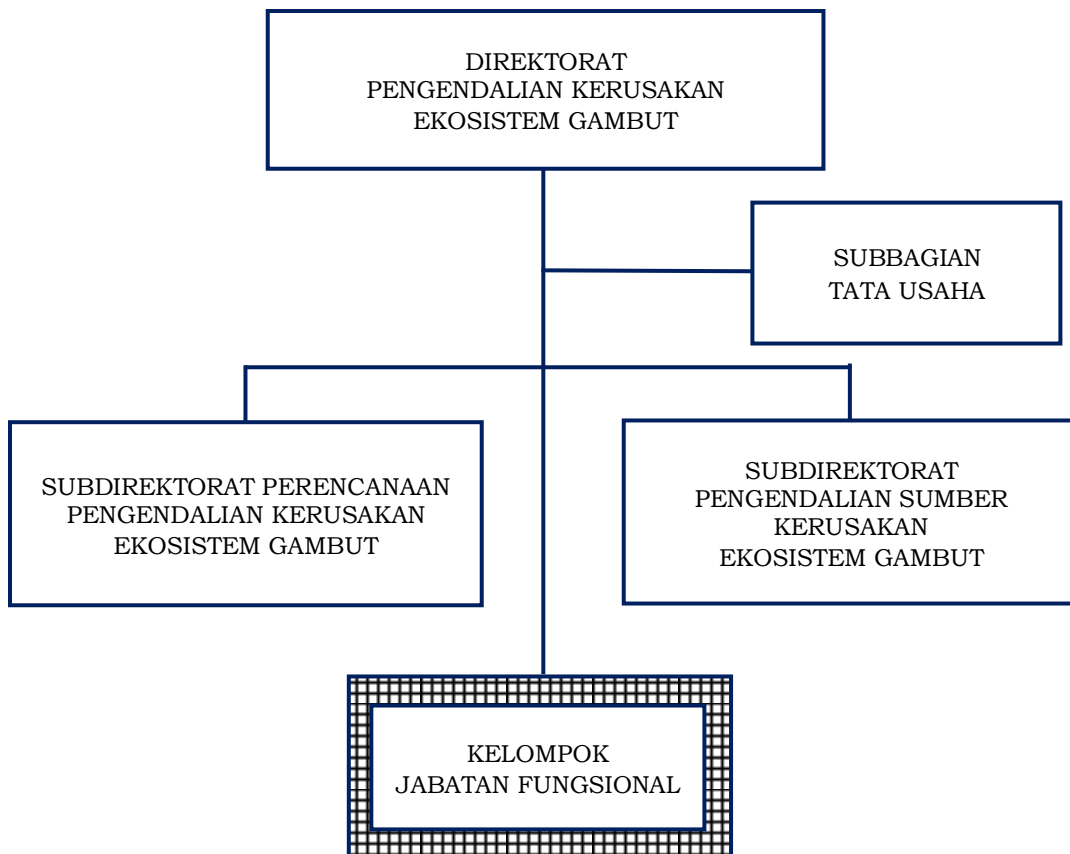 DIREKTORAT
PENGENDALIAN KERUSAKAN
EKOSISTEM GAMBUT
SUBBAGIAN
TATA USAHA
SUBDIREKTORAT PERENCANAAN
PENGENDALIAN KERUSAKAN
EKOSISTEM GAMBUT
SUBDIREKTORAT
PENGENDALIAN SUMBER
KERUSAKAN
EKOSISTEM GAMBUT
KELOMPOK
JABATAN FUNGSIONAL